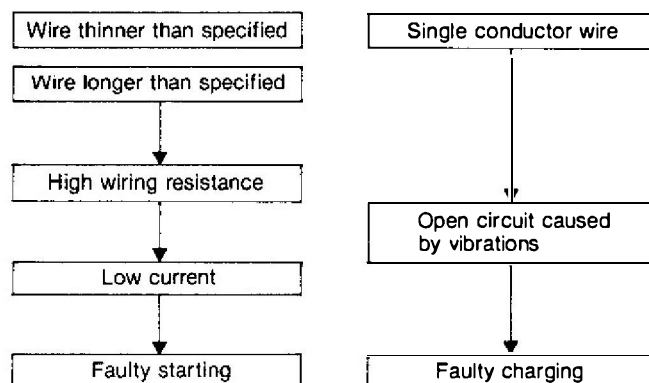 Wire thinner than specified
Wire longer than specified
High wiring resistance
Low current
Faulty starting
Single conductor wire
Open circuit caused
by vibrations
Faulty charging